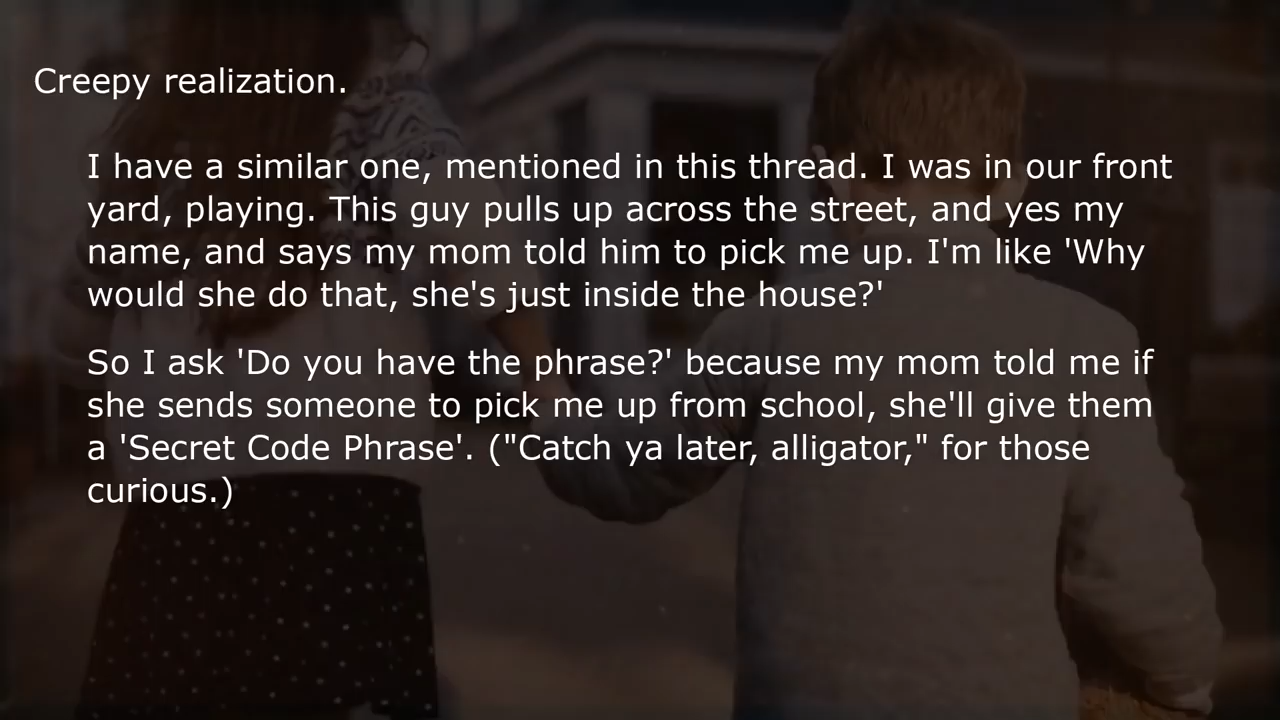 Creepy realization.
I have a similar one, mentioned in this thread. I was in our front
yard, playing. This guy pulls up across the street, and yes my
name, and says my mom told him to pick me up. I'm like 'Why
would she do that, she's just inside the house?'
So I ask 'Do you have the phrase?' because my mom told me if
she sends someone to pick me up from school, she'll give them
a 'Secret Code Phrase'. ("Catch ya later, alligator," for those
curious.)